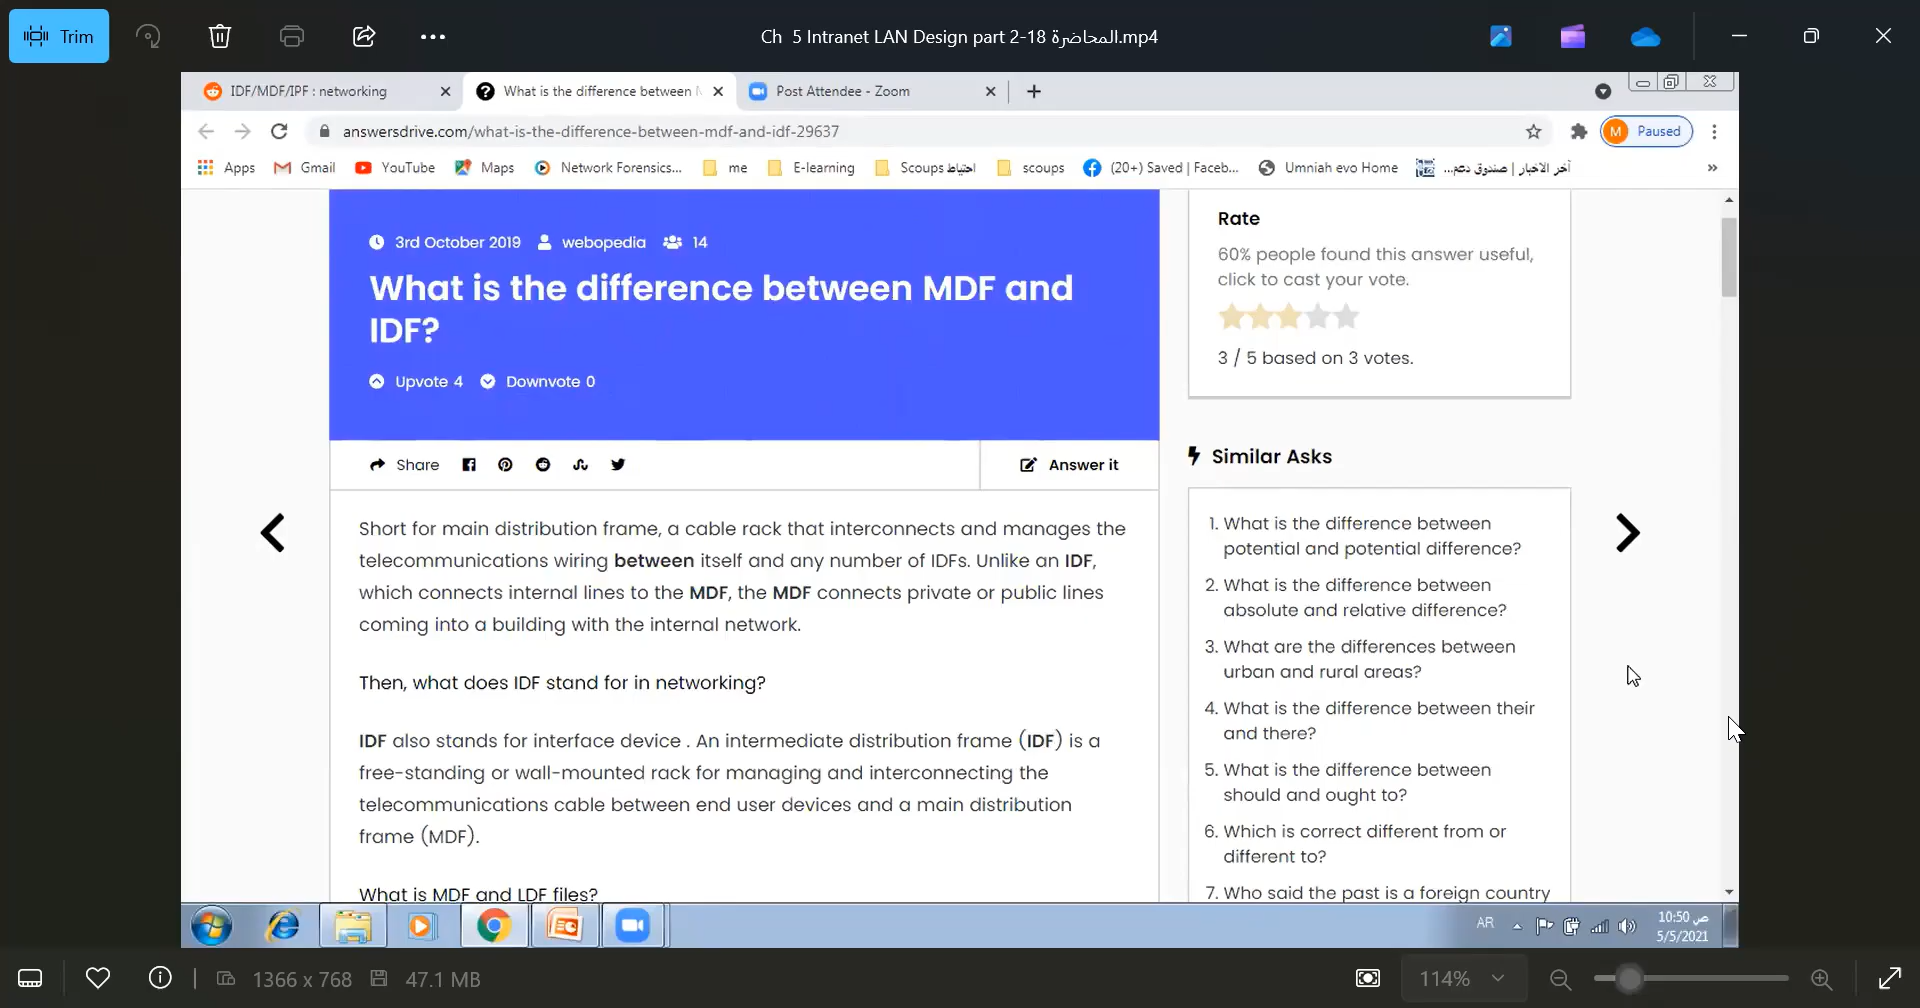 Trim
Ch 5 Intranet LAN Design part 2-18 المحاضرة.mp4
IDF/MDF/IPF : networking
What is the difference between
Post Attendee - Zoom
answersdrive.com/what-is-the-difference-between-mdf-and-idf-29637
M Paused
Apps
Gmail
YouTube
Maps
Network Forensics...
me
E-learning
Scoups احتياط
scoups
(20+) Saved | Faceb...
Umniah evo Home
آخر الاخبار | صندوق دعم...
»
3rd October 2019 webopedia 14
What is the difference between MDF and
IDF?
Upvote 4 Downvote 0
Share
Answer it
Short for main distribution frame, a cable rack that interconnects and manages the
telecommunications wiring between itself and any number of IDFs. Unlike an IDF,
which connects internal lines to the MDF, the MDF connects private or public lines
coming into a building with the internal network.
Then, what does IDF stand for in networking?
IDF also stands for interface device . An intermediate distribution frame (IDF) is a
free-standing or wall-mounted rack for managing and interconnecting the
telecommunications cable between end user devices and a main distribution
frame (MDF).
What is MDF and LDF files?
Rate
60% people found this answer useful,
click to cast your vote.
3 / 5 based on 3 votes.
Similar Asks
1. What is the difference between
potential and potential difference?
2. What is the difference between
absolute and relative difference?
3. What are the differences between
urban and rural areas?
4. What is the difference between their
and there?
5. What is the difference between
should and ought to?
6. Which is correct different from or
different to?
7. Who said the past is a foreign country
AR
10:50 ص
5/5/2021
1366 x 768
47.1 MB
114%